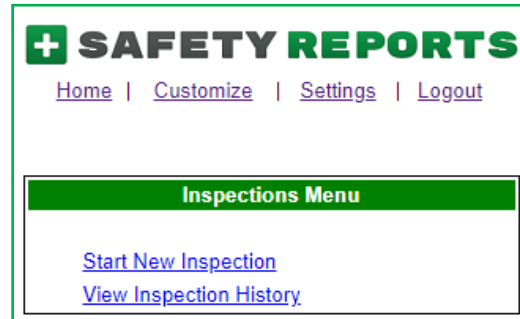 SAFETY REPORTS
Home | Customize | Settings | Logout
Inspections Menu
Start New Inspection
View Inspection History